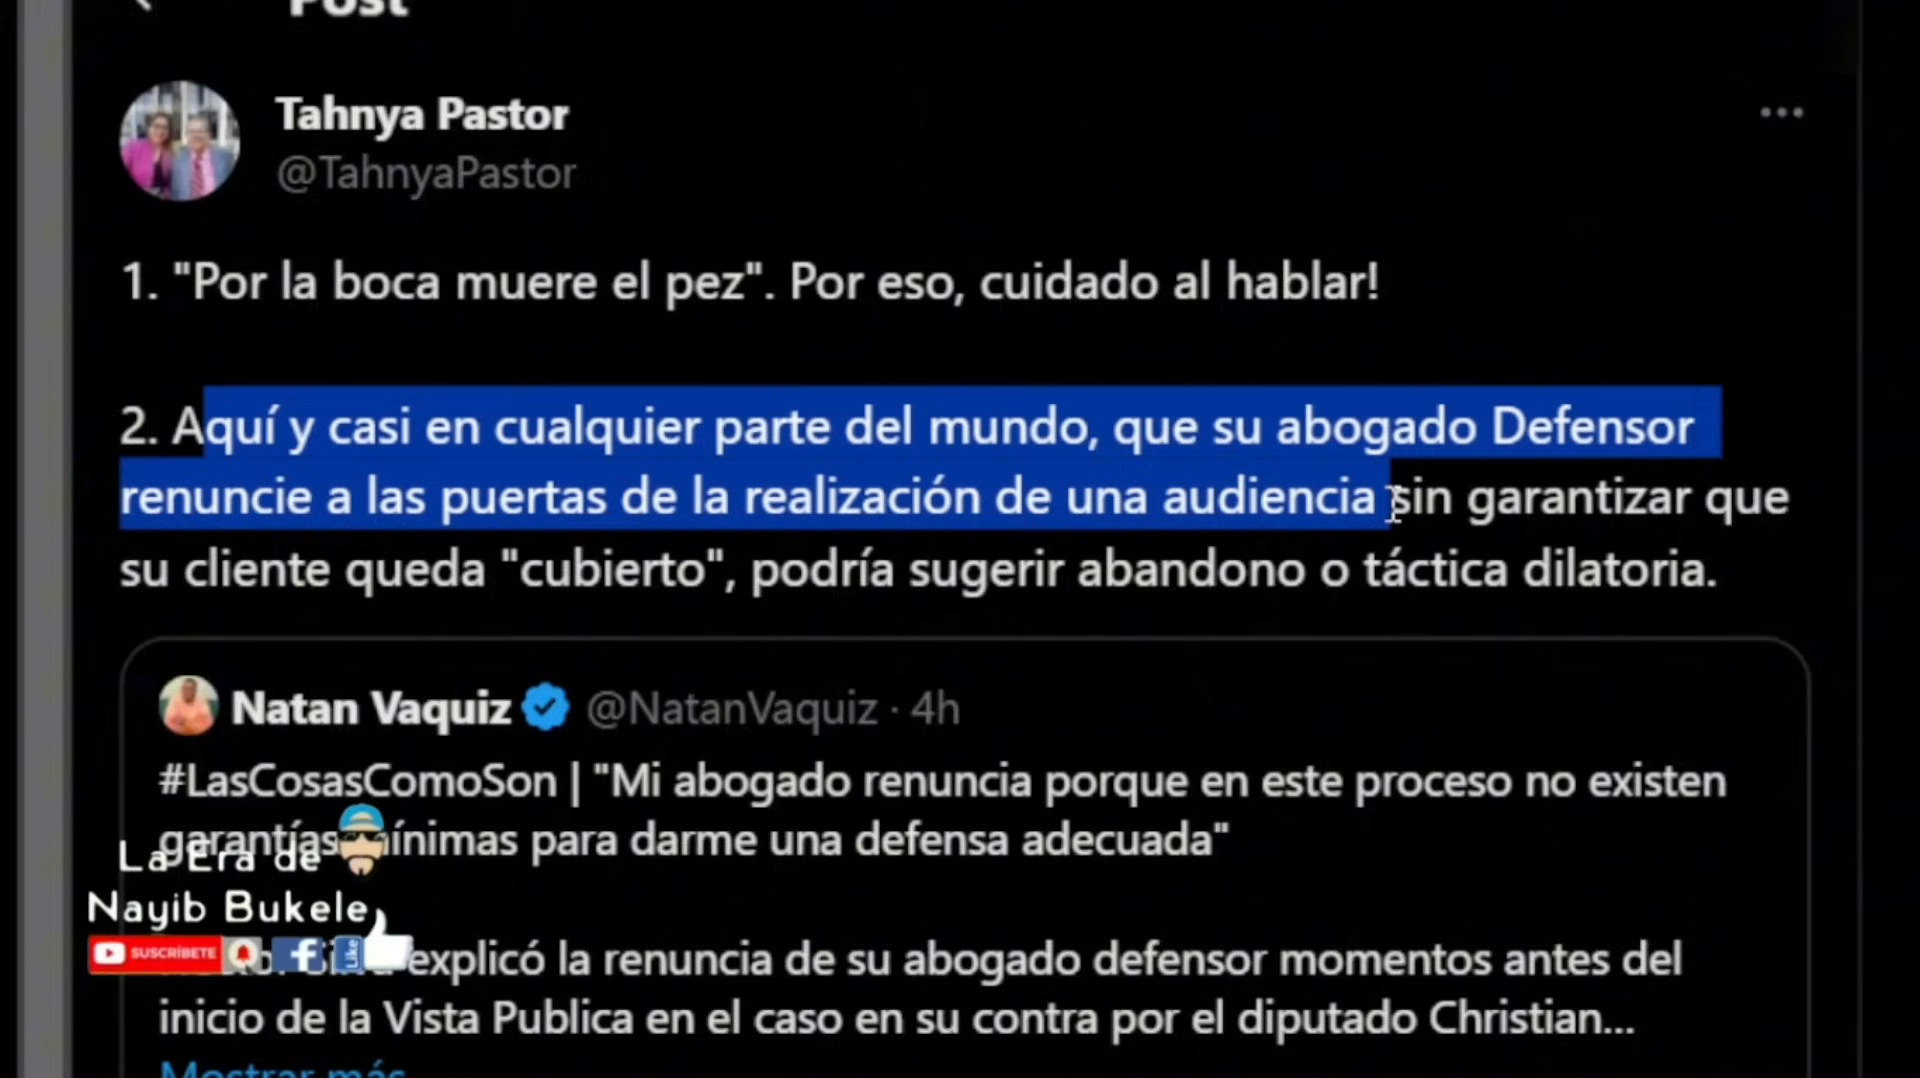 Post
Tahnya Pastor
@TahnyaPastor
1. "Por la boca muere el pez". Por eso, cuidado al hablar!
2. Aquí y casi en cualquier parte del mundo, que su abogado Defensor
renuncie a las puertas de la realización de una audiencia sin garantizar que
su cliente queda "cubierto", podría sugerir abandono o táctica dilatoria.
Natan Vaquiz @NatanVaquiz · 4h
#LasCosasComoSon | "Mi abogado renuncia porque en este proceso no existen
garantías mínimas para darme una defensa adecuada"
La Era de
Nayib Bukele
SUSCRÍBETE
f
Like
explicó la renuncia de su abogado defensor momentos antes del
inicio de la Vista Publica en el caso en su contra por el diputado Christian...
Mostrar más